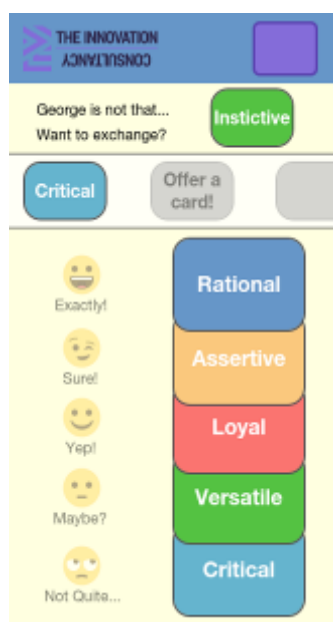 THE INNOVATION
CONSULTANCY
George is not that...
Want to exchange?
Instictive
Critical
Offer a
card!
Exactly!
Rational
Sure!
Assertive
Yep!
Loyal
Maybe?
Versatile
Not Quite...
Critical